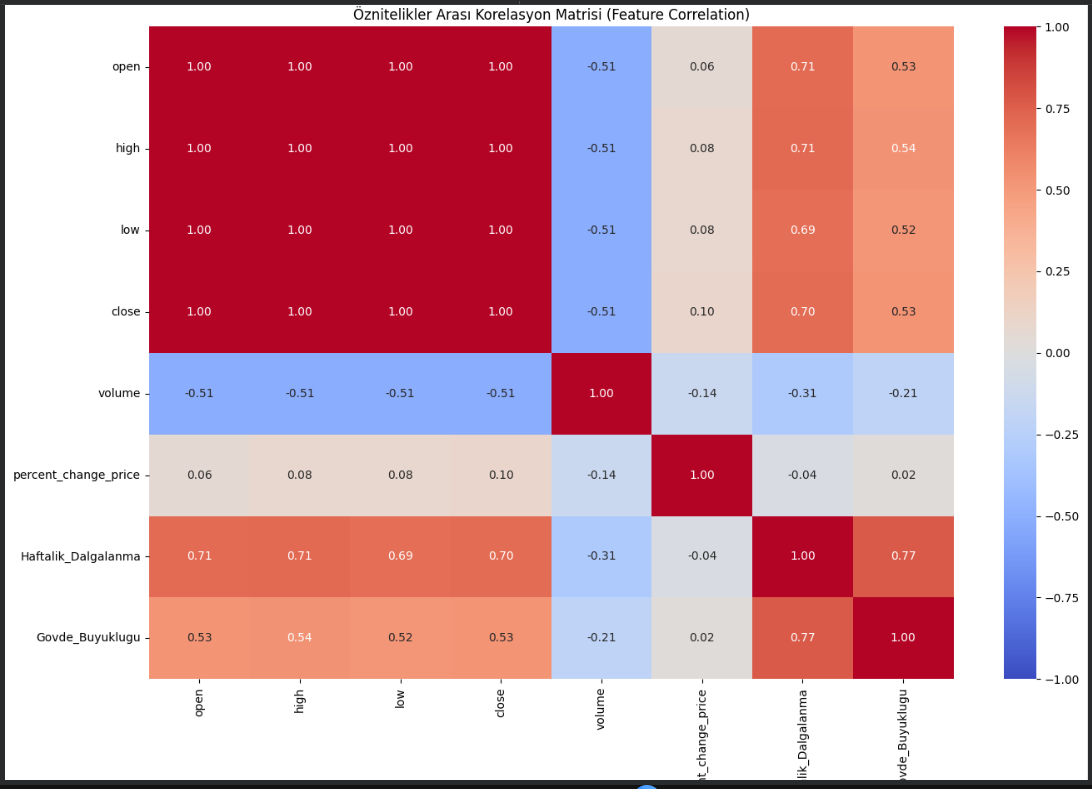 Öznitelikler Arası Korelasyon Matrisi (Feature Correlation)
open 1.00 1.00 1.00 1.00 -0.51 0.06 0.71 0.53
high 1.00 1.00 1.00 1.00 -0.51 0.08 0.71 0.54
low 1.00 1.00 1.00 1.00 -0.51 0.08 0.69 0.52
close 1.00 1.00 1.00 1.00 -0.51 0.10 0.70 0.53
volume -0.51 -0.51 -0.51 -0.51 1.00 -0.14 -0.31 -0.21
percent_change_price 0.06 0.08 0.08 0.10 -0.14 1.00 -0.04 0.02
Haftalik_Dalgalanma 0.71 0.71 0.69 0.70 -0.31 -0.04 1.00 0.77
Govde_Buyuklugu 0.53 0.54 0.52 0.53 -0.21 0.02 0.77 1.00
open
high
low
close
volume
nt_change_price
lik_Dalgalanma
ovde_Buyuklugu
1.00
0.75
0.50
0.25
0.00
−0.25
−0.50
−0.75
−1.00